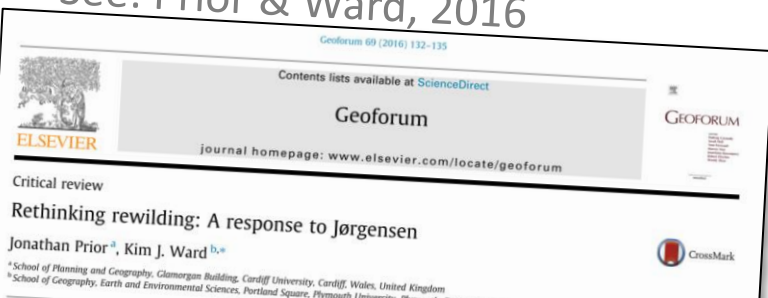 see: Prior & Ward, 2016
Geoforum 69 (2016) 132–135
Contents lists available at ScienceDirect
Geoforum
journal homepage: www.elsevier.com/locate/geoforum
ELSEVIER
GEOFORUM
Critical review
Rethinking rewilding: A response to Jørgensen
CrossMark
Jonathan Prior a, Kim J. Ward b,*
a School of Planning and Geography, Glamorgan Building, Cardiff University, Cardiff, Wales, United Kingdom
b School of Geography, Earth and Environmental Sciences, Portland Square, Plymouth University,